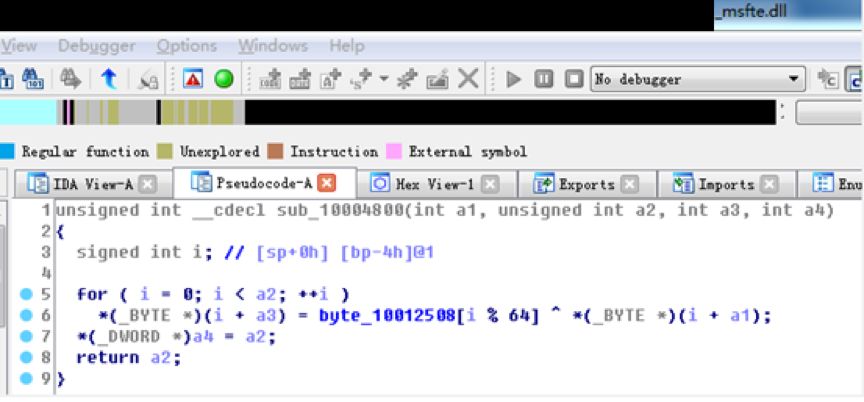 _msfte.dll
View Debugger Options Windows Help
No debugger
Regular function Unexplored Instruction External symbol
IDA View-A Pseudocode-A Hex View-1 Exports Imports Enu
1 unsigned int __cdecl sub_10004800(int a1, unsigned int a2, int a3, int a4)
2 {
3 signed int i; // [sp+0h] [bp-4h]@1
4
5 for ( i = 0; i < a2; ++i )
6 *(_BYTE *)(i + a3) = byte_10012508[i % 64] ^ *(_BYTE *)(i + a1);
7 *(_DWORD *)a4 = a2;
8 return a2;
9 }